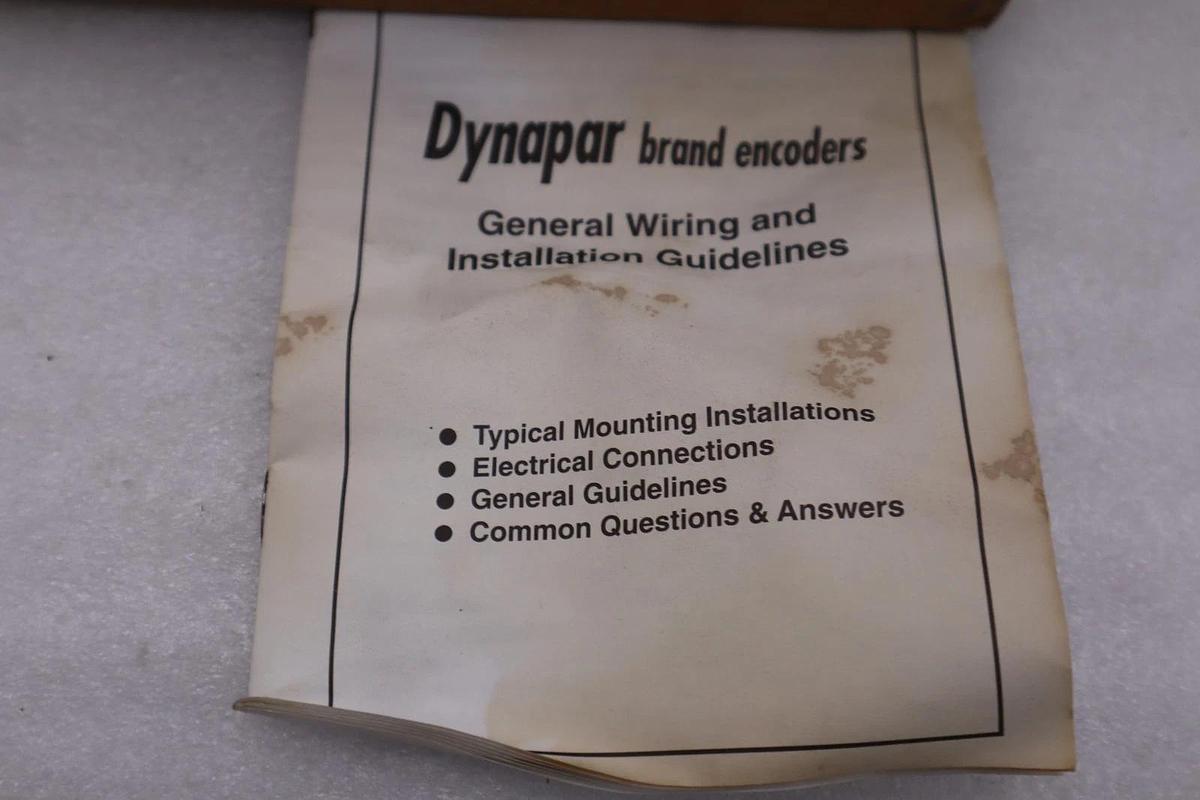 Dynapar brand encoders
General Wiring and
Installation Guidelines
● Typical Mounting Installations
● Electrical Connections
● General Guidelines
● Common Questions & Answers